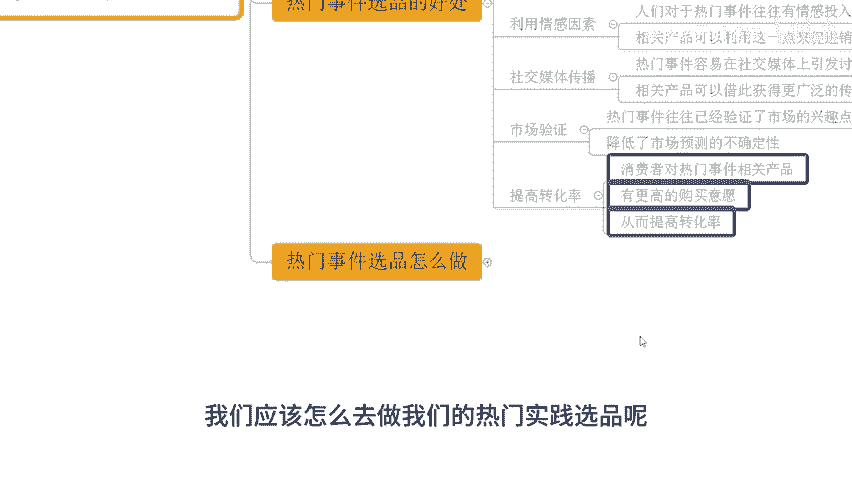 热门事件选品的好处
利用情感因素
人们对于热门事件往往有情感投入
相关产品可以利用这一点来促进销
社交媒体传播
热门事件容易在社交媒体上引发讨
相关产品可以借此获得更广泛的传
市场验证
热门事件往往已经验证了市场的兴趣点
降低了市场预测的不确定性
提高转化率
消费者对热门事件相关产品
有更高的购买意愿
从而提高转化率
热门事件选品怎么做
我们应该怎么去做我们的热门实践选品呢